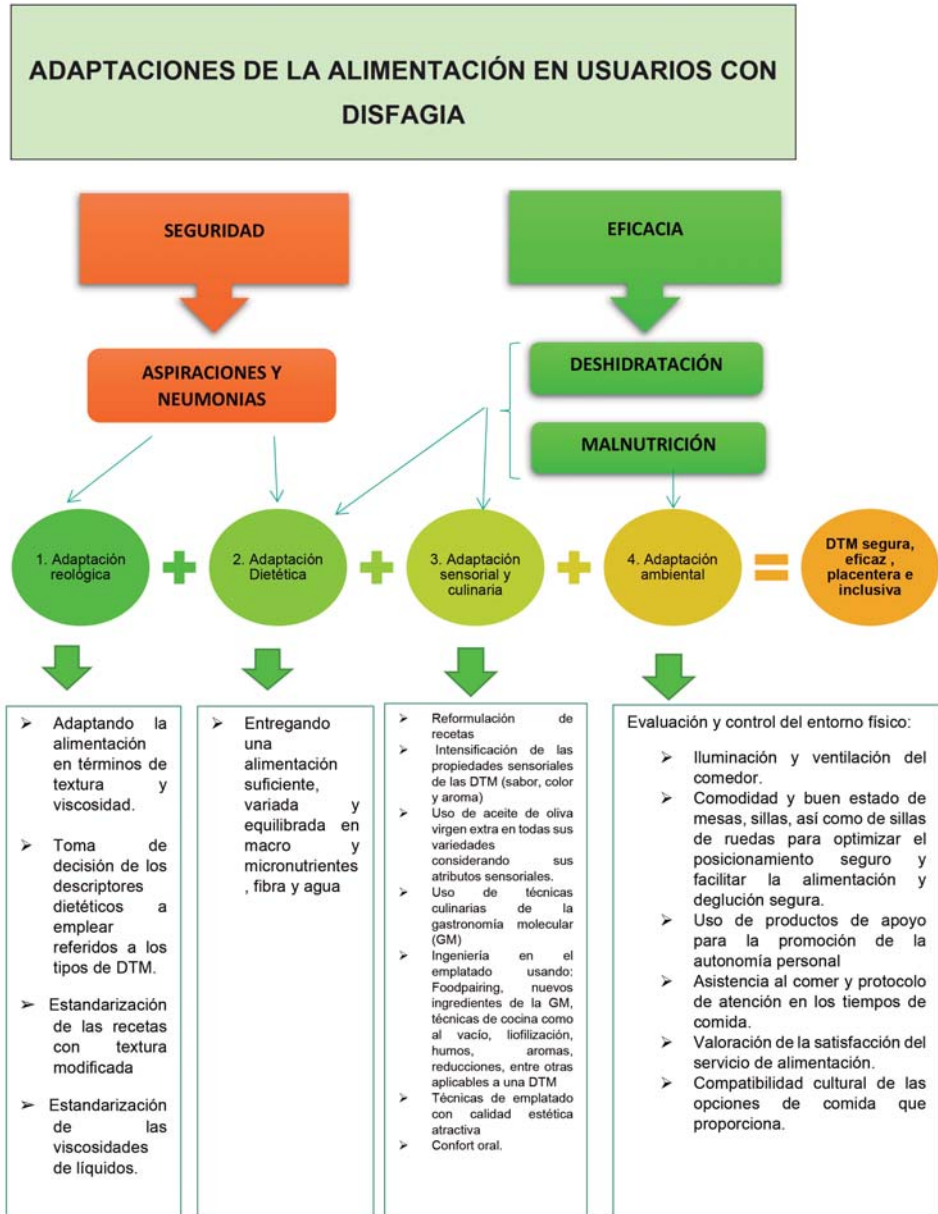 ADAPTACIONES DE LA ALIMENTACIÓN EN USUARIOS CON
DISFAGIA
SEGURIDAD
EFICACIA
ASPIRACIONES Y
NEUMONIAS
DESHIDRATACIÓN
MALNUTRICIÓN
1. Adaptación
reológica
2. Adaptación
Dietética
3. Adaptación
sensorial y
culinaria
4. Adaptación
ambiental
DTM segura,
eficaz ,
placentera e
inclusiva
➢ Adaptando la
alimentación
en términos de
textura y
viscosidad.
➢ Toma de
decisión de los
descriptores
dietéticos a
emplear
referidos a los
tipos de DTM.
➢ Estandarización
de las recetas
con textura
modificada
➢ Estandarización
de las
viscosidades
de líquidos.
➢ Entregando
una
alimentación
suficiente,
variada y
equilibrada en
macro y
micronutrientes
, fibra y agua
➢ Reformulación de
recetas
➢ Intensificación de las
propiedades sensoriales
de las DTM (sabor, color
y aroma)
➢ Uso de aceite de oliva
virgen extra en todas sus
variedades
considerando sus
atributos sensoriales.
➢ Uso de técnicas
culinarias de la
gastronomía molecular
(GM)
➢ Ingeniería en el
emplatado usando:
Foodpairing, nuevos
ingredientes de la GM,
técnicas de cocina como
al vacío, liofilización,
humos, aromas,
reducciones, entre otras
aplicables a una DTM
➢ Técnicas de emplatado
con calidad estética
atractiva
➢ Confort oral.
Evaluación y control del entorno físico:
➢ Iluminación y ventilación del
comedor.
➢ Comodidad y buen estado de
mesas, sillas, así como de sillas
de ruedas para optimizar el
posicionamiento seguro y
facilitar la alimentación y
deglución segura.
➢ Uso de productos de apoyo
para la promoción de la
autonomía personal
➢ Asistencia al comer y protocolo
de atención en los tiempos de
comida.
➢ Valoración de la satisfacción del
servicio de alimentación.
➢ Compatibilidad cultural de las
opciones de comida que
proporciona.